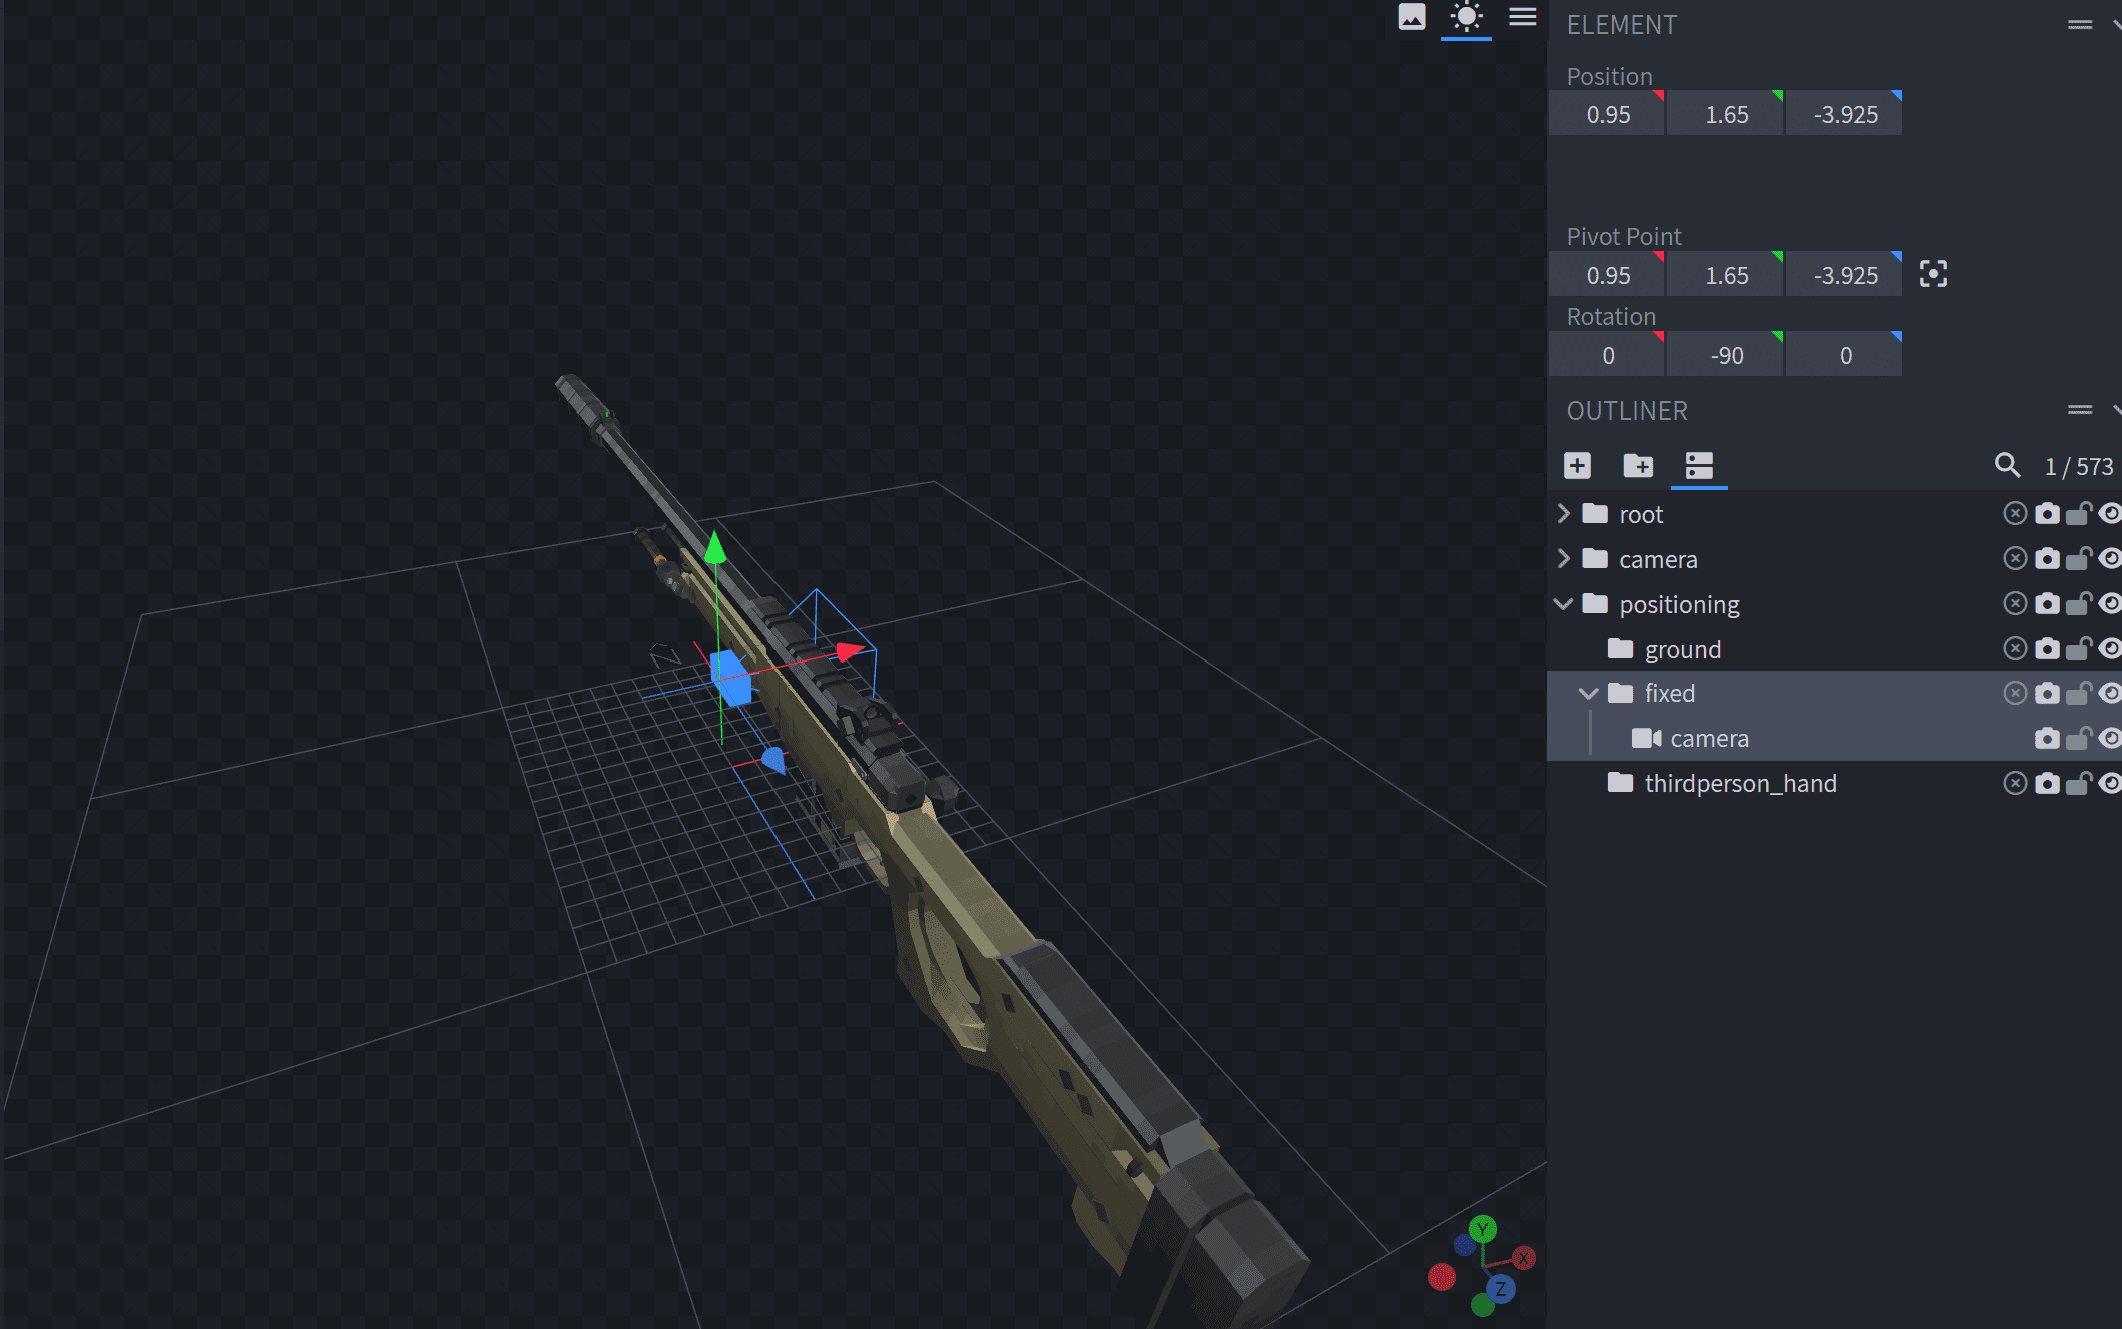 ELEMENT
Position
0.95 1.65 -3.925
Pivot Point
0.95 1.65 -3.925
Rotation
0 -90 0
OUTLINER
1 / 573
root
camera
positioning
ground
fixed
camera
thirdperson_hand
Y
X
Z